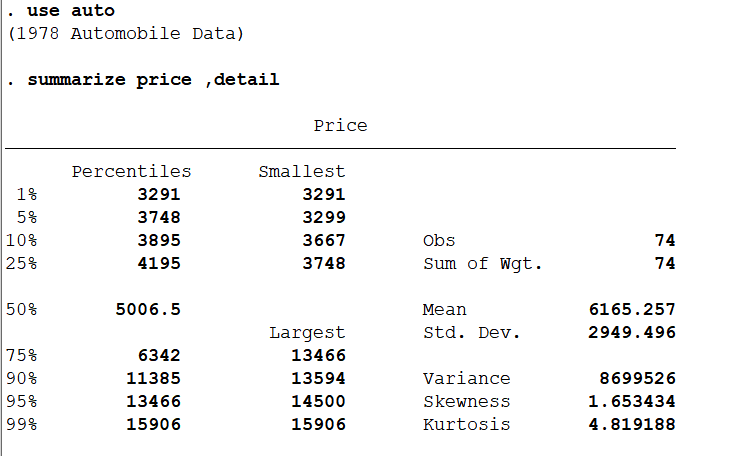 . use auto
(1978 Automobile Data)
. summarize price ,detail
Price
Percentiles Smallest
1% 3291 3291
5% 3748 3299
10% 3895 3667 Obs 74
25% 4195 3748 Sum of Wgt. 74
50% 5006.5 Mean 6165.257
Largest Std. Dev. 2949.496
75% 6342 13466
90% 11385 13594 Variance 8699526
95% 13466 14500 Skewness 1.653434
99% 15906 15906 Kurtosis 4.819188